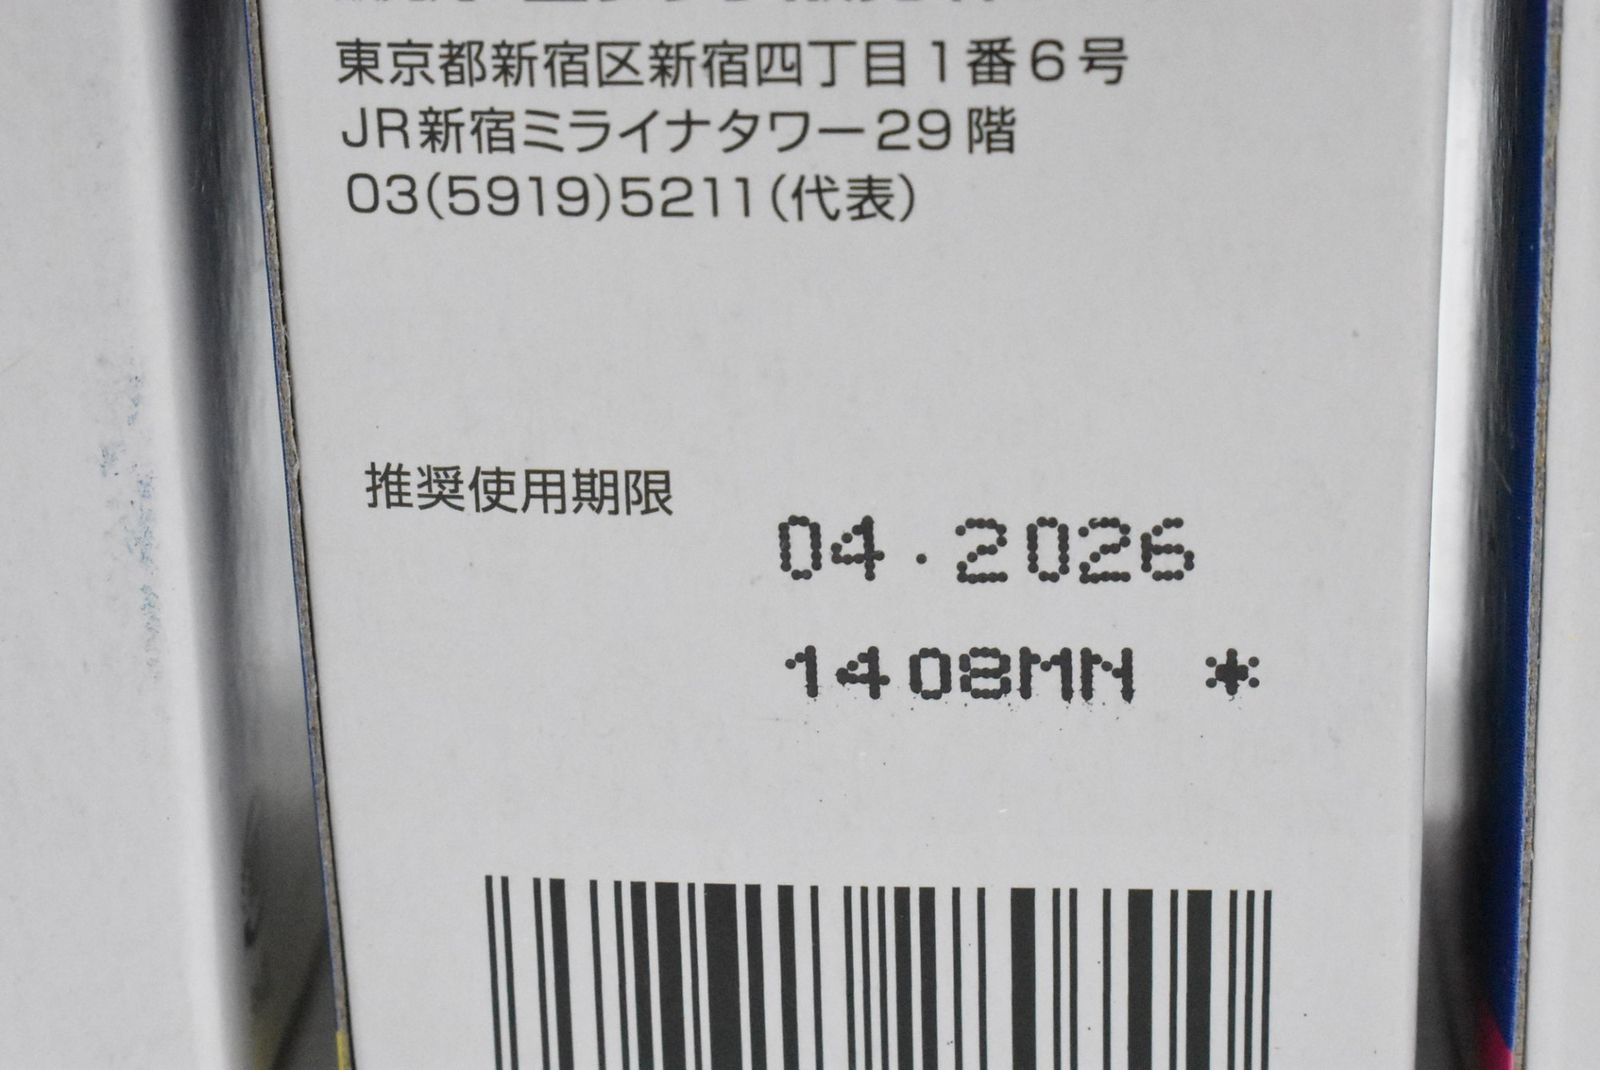 東京都新宿区新宿四丁目1番6号
JR新宿ミライナタワー29階
03(5919)5211(代表)
推奨使用期限
04.2026
1408MN *